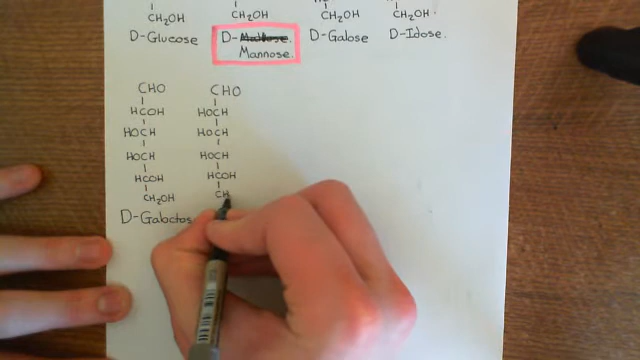 CH₂OH CH₂OH CH₂OH CH₂OH
D-Glucose D-Maltose. D-Galose D-Idose.
Mannose.
CHO CHO
HCOH HOCH
HOCH HOCH
HOCH HOCH
HCOH HCOH
CH₂OH CH
D-Galactos